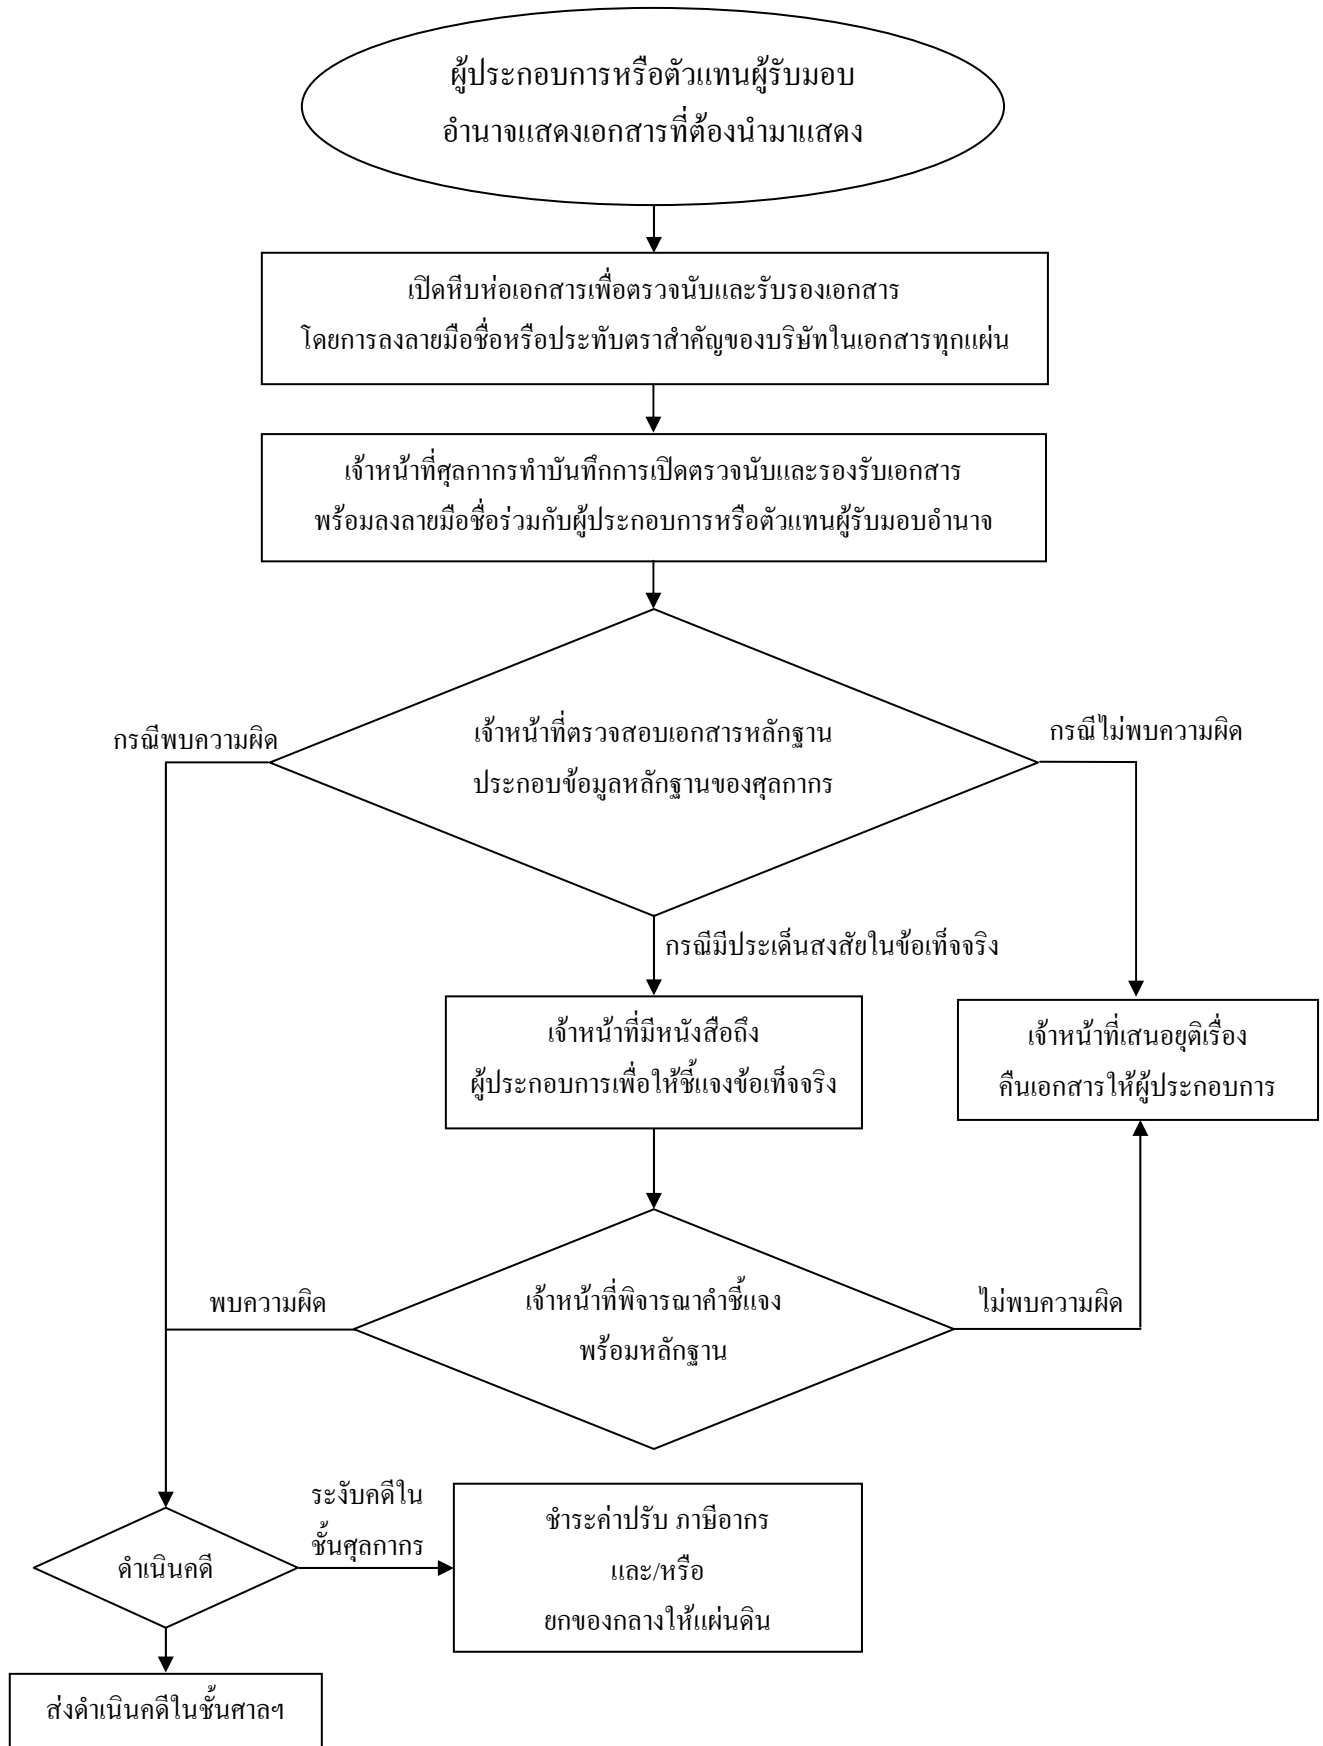 ผู้ประกอบการหรือตัวแทนผู้รับมอบ
อำนาจแสดงเอกสารที่ต้องนำมาแสดง
เปิดหีบห่อเอกสารเพื่อตรวจนับและรับรองเอกสาร
โดยการลงลายมือชื่อหรือประทับตราสำคัญของบริษัทในเอกสารทุกแผ่น
เจ้าหน้าที่ศุลกากรทำบันทึกการเปิดตรวจนับและรองรับเอกสาร
พร้อมลงลายมือชื่อร่วมกับผู้ประกอบการหรือตัวแทนผู้รับมอบอำนาจ
กรณีพบความผิด
เจ้าหน้าที่ตรวจสอบเอกสารหลักฐาน
ประกอบข้อมูลหลักฐานของศุลกากร
กรณีไม่พบความผิด
กรณีมีประเด็นสงสัยในข้อเท็จจริง
เจ้าหน้าที่มีหนังสือถึง
ผู้ประกอบการเพื่อให้ชี้แจงข้อเท็จจริง
เจ้าหน้าที่เสนอยุติเรื่อง
คืนเอกสารให้ผู้ประกอบการ
พบความผิด
เจ้าหน้าที่พิจารณาคำชี้แจง
พร้อมหลักฐาน
ไม่พบความผิด
ระงับคดีใน
ชั้นศุลกากร
ดำเนินคดี
ชำระค่าปรับ ภาษีอากร
และ/หรือ
ยกของกลางให้แผ่นดิน
ส่งดำเนินคดีในชั้นศาลฯ